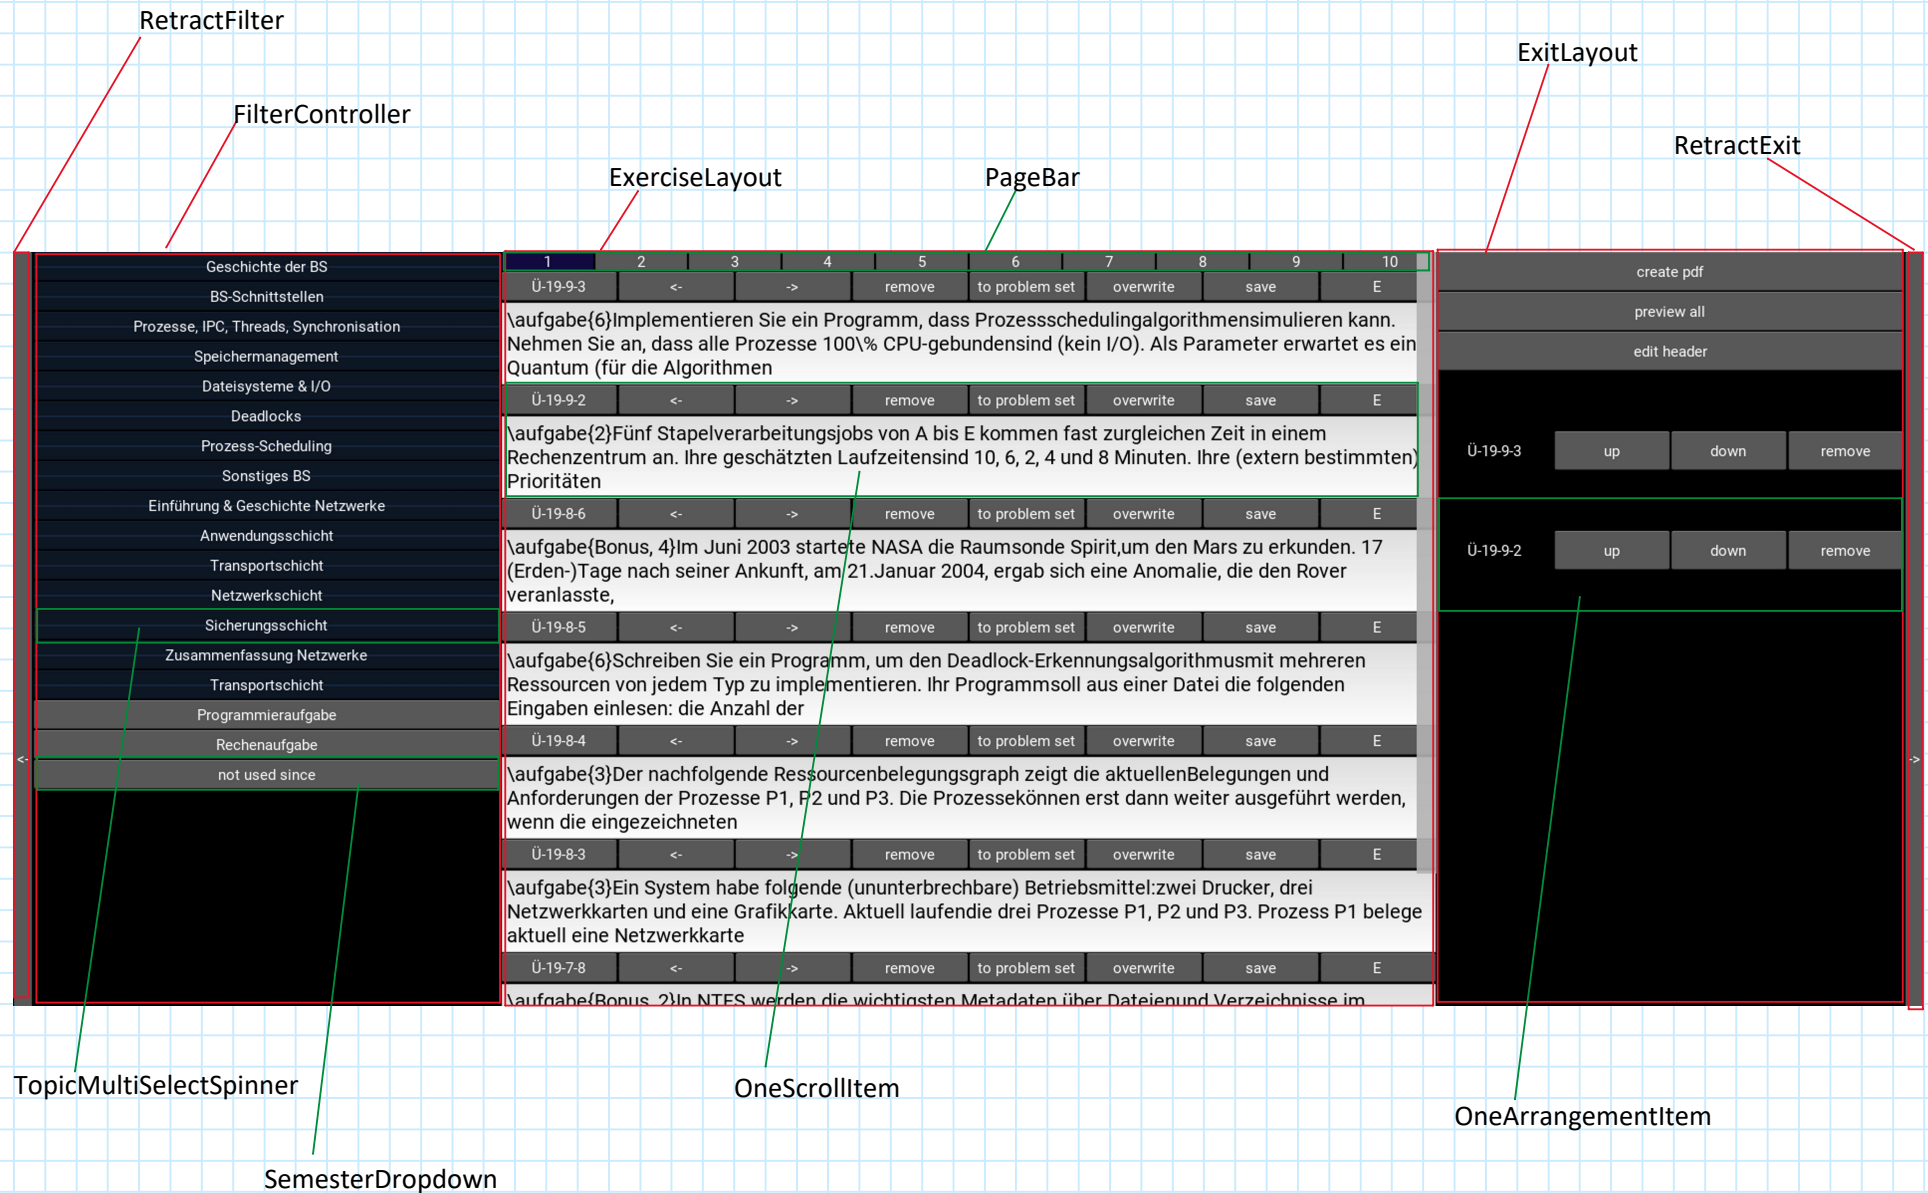 RetractFilter
ExitLayout
FilterController
RetractExit
ExerciseLayout
PageBar
Geschichte der BS
BS-Schnittstellen
Prozesse, IPC, Threads, Synchronisation
Speichermanagement
Dateisysteme & I/O
Deadlocks
Prozess-Scheduling
Sonstiges BS
Einführung & Geschichte Netzwerke
Anwendungsschicht
Transportschicht
Netzwerkschicht
Sicherungsschicht
Zusammenfassung Netzwerke
Transportschicht
Programmieraufgabe
Rechenaufgabe
not used since
<-
1 2 3 4 5 6 7 8 9 10
Ü-19-9-3 <- -> remove to problem set overwrite save E
\aufgabe{6}Implementieren Sie ein Programm, dass Prozessschedulingalgorithmensimulieren kann.
Nehmen Sie an, dass alle Prozesse 100\% CPU-gebundensind (kein I/O). Als Parameter erwartet es ein
Quantum (für die Algorithmen
Ü-19-9-2 <- -> remove to problem set overwrite save E
\aufgabe{2}Fünf Stapelverarbeitungsjobs von A bis E kommen fast zurgleichen Zeit in einem
Rechenzentrum an. Ihre geschätzten Laufzeitensind 10, 6, 2, 4 und 8 Minuten. Ihre (extern bestimmten)
Prioritäten
Ü-19-8-6 <- -> remove to problem set overwrite save E
\aufgabe{Bonus, 4}Im Juni 2003 startete NASA die Raumsonde Spirit,um den Mars zu erkunden. 17
(Erden-)Tage nach seiner Ankunft, am 21.Januar 2004, ergab sich eine Anomalie, die den Rover
veranlasste,
Ü-19-8-5 <- -> remove to problem set overwrite save E
\aufgabe{6}Schreiben Sie ein Programm, um den Deadlock-Erkennungsalgorithmusmit mehreren
Ressourcen von jedem Typ zu implementieren. Ihr Programmsoll aus einer Datei die folgenden
Eingaben einlesen: die Anzahl der
Ü-19-8-4 <- -> remove to problem set overwrite save E
\aufgabe{3}Der nachfolgende Ressourcenbelegungsgraph zeigt die aktuellenBelegungen und
Anforderungen der Prozesse P1, P2 und P3. Die Prozessekönnen erst dann weiter ausgeführt werden,
wenn die eingezeichneten
Ü-19-8-3 <- -> remove to problem set overwrite save E
\aufgabe{3}Ein System habe folgende (ununterbrechbare) Betriebsmittel:zwei Drucker, drei
Netzwerkkarten und eine Grafikkarte. Aktuell laufendie drei Prozesse P1, P2 und P3. Prozess P1 belege
aktuell eine Netzwerkkarte
Ü-19-7-8 <- -> remove to problem set overwrite save E
\aufgabe{Bonus, 2}In NTFS werden die wichtigsten Metadaten über Dateienund Verzeichnisse im
create pdf
preview all
edit header
Ü-19-9-3 up down remove
Ü-19-9-2 up down remove
->
TopicMultiSelectSpinner
OneScrollItem
OneArrangementItem
SemesterDropdown